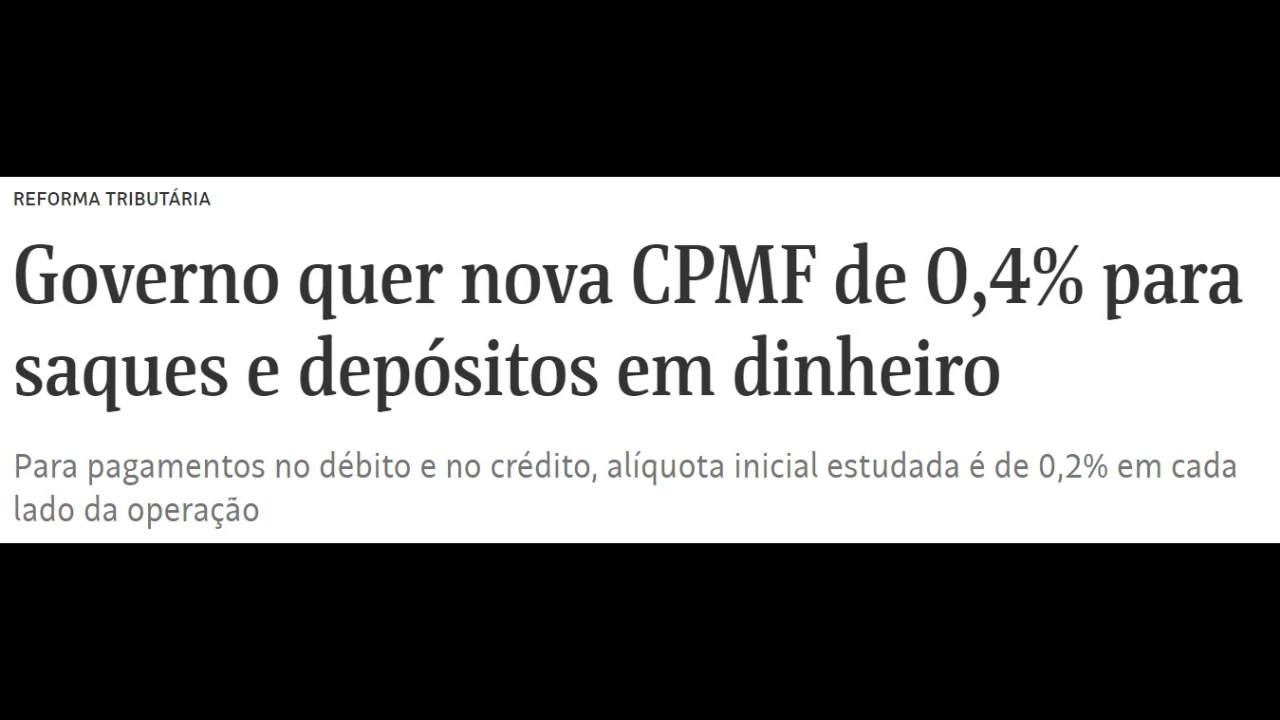 REFORMA TRIBUTÁRIA
Governo quer nova CPMF de 0,4% para
saques e depósitos em dinheiro
Para pagamentos no débito e no crédito, alíquota inicial estudada é de 0,2% em cada
lado da operação